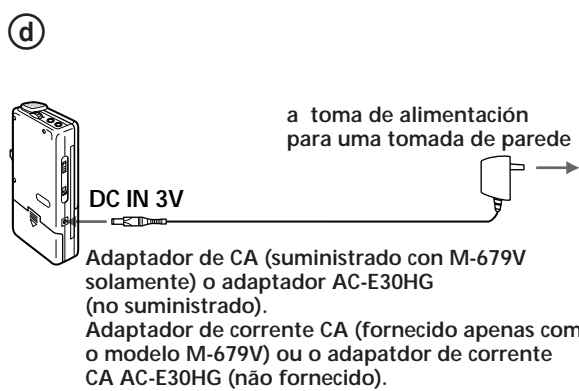 d
a toma de alimentación
para uma tomada de parede
DC IN 3V
Adaptador de CA (suministrado con M-679V
solamente) o adaptador AC-E30HG
(no suministrado).
Adaptador de corrente CA (fornecido apenas com
o modelo M-679V) ou o adapatdor de corrente
CA AC-E30HG (não fornecido).